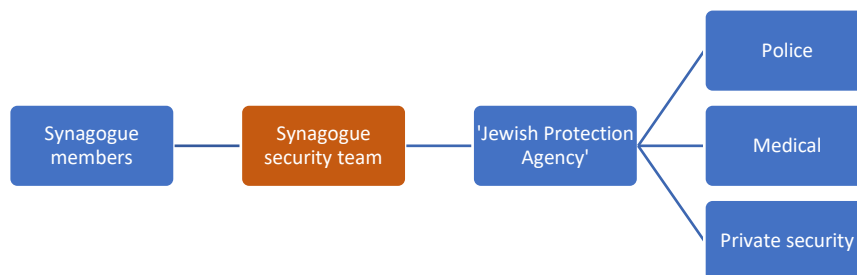 Synagogue
members
Synagogue
security team
'Jewish Protection
Agency'
Police
Medical
Private security